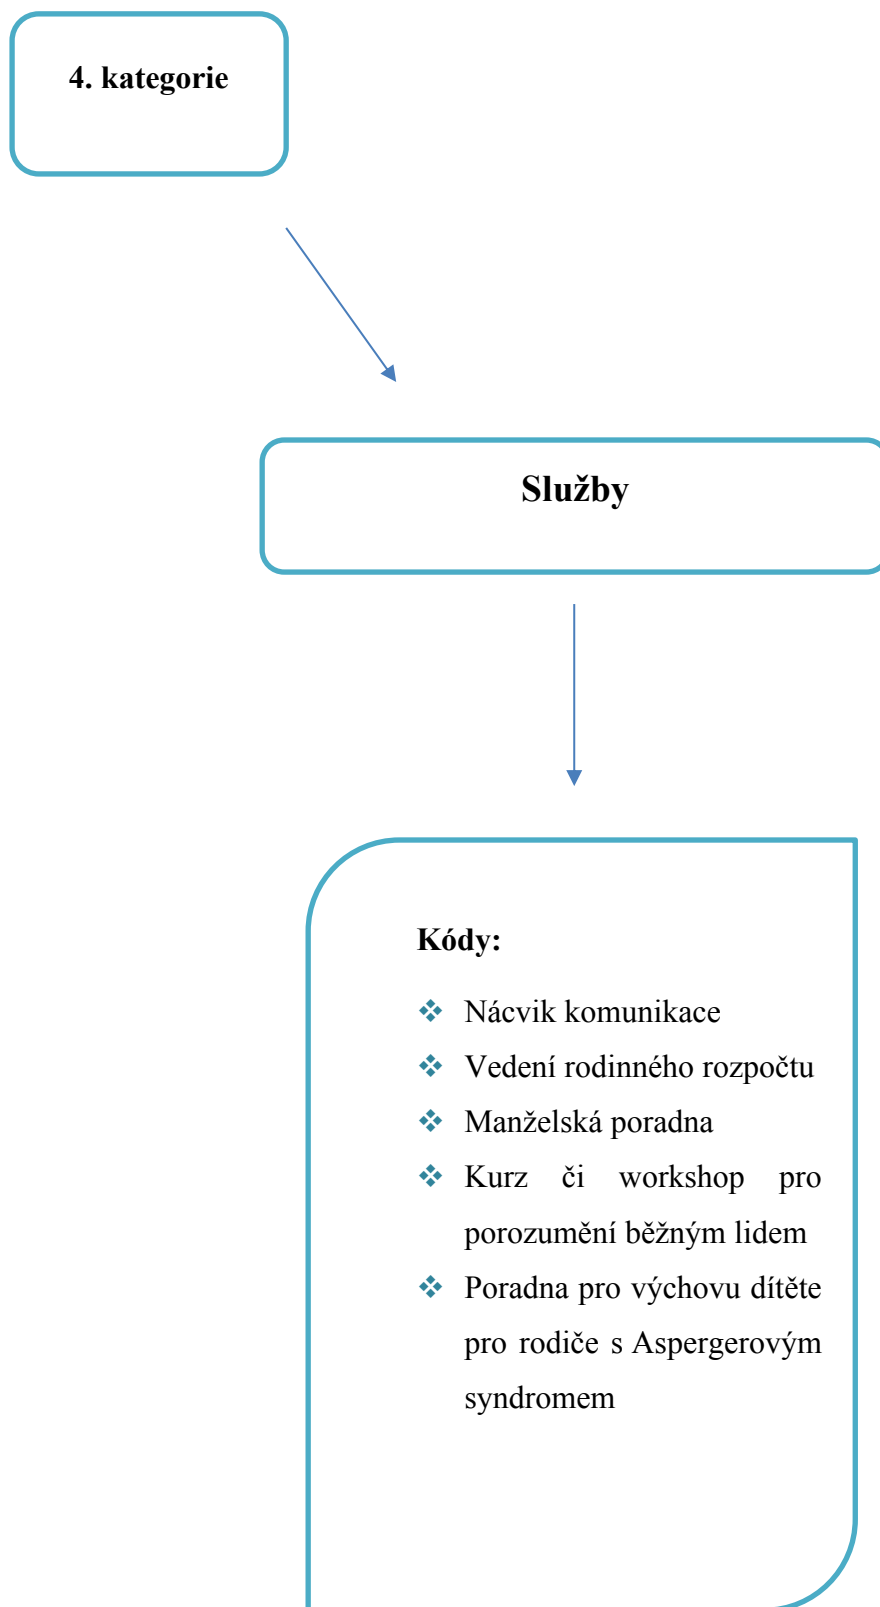 4. kategorie
Služby
Kódy:
Nácvik komunikace
Vedení rodinného rozpočtu
Manželská poradna
Kurz či workshop pro
porozumění běžným lidem
Poradna pro výchovu dítěte
pro rodiče s Aspergerovým
syndromem